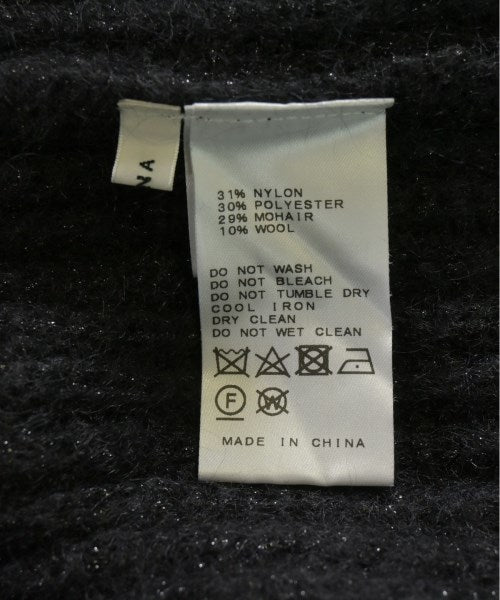 NA
31% NYLON
30% POLYESTER
29% MOHAIR
10% WOOL
DO NOT WASH
DO NOT BLEACH
DO NOT TUMBLE DRY
COOL IRON
DRY CLEAN
DO NOT WET CLEAN
F W
MADE IN CHINA